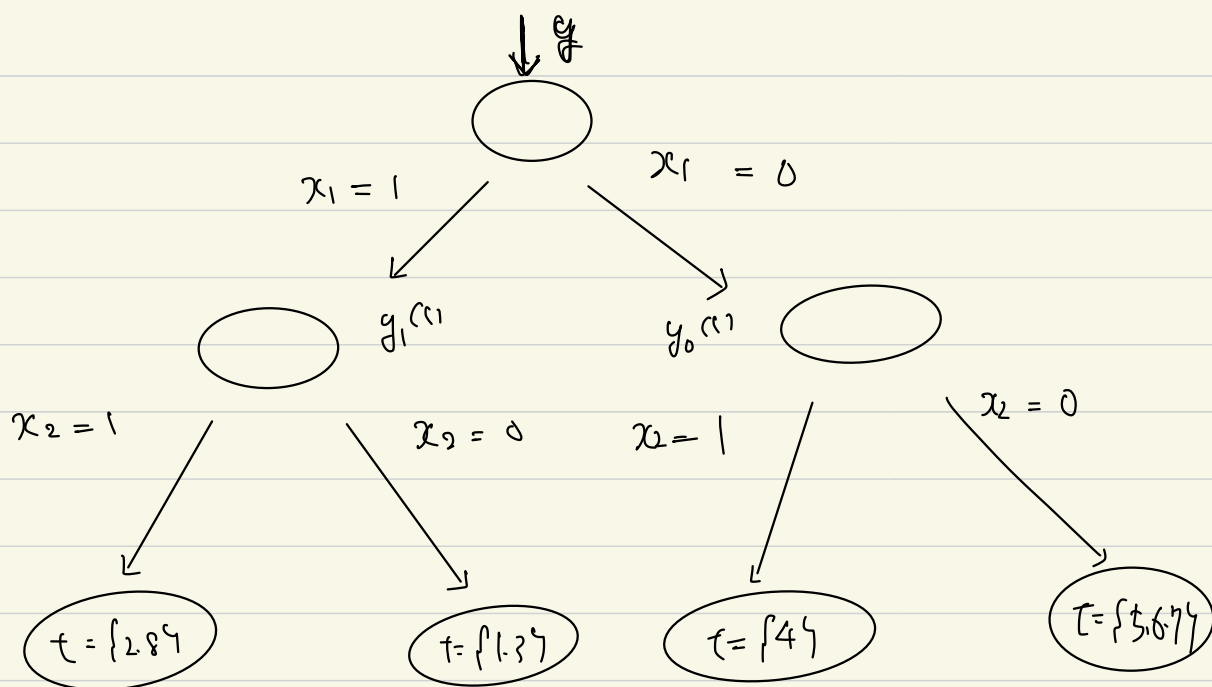 y
x₁ = 1
x₁ = 0
y₁⁽¹⁾
y₀⁽¹⁾
x₂ = 1
x₂ = 0
x₂ = 1
x₂ = 0
t = {2.8}
t = {1.3}
t = {4}
t = {5,6.7}